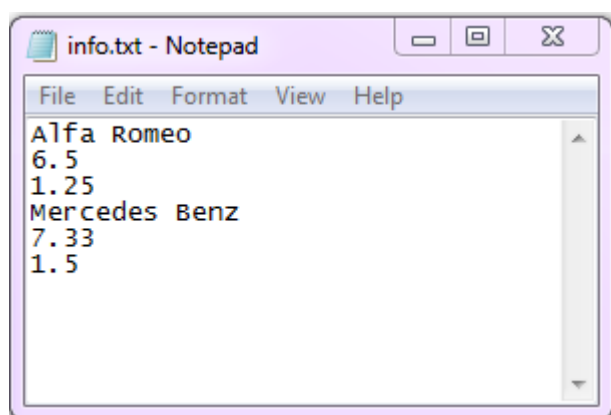 info.txt - Notepad
File Edit Format View Help
Alfa Romeo
6.5
1.25
Mercedes Benz
7.33
1.5